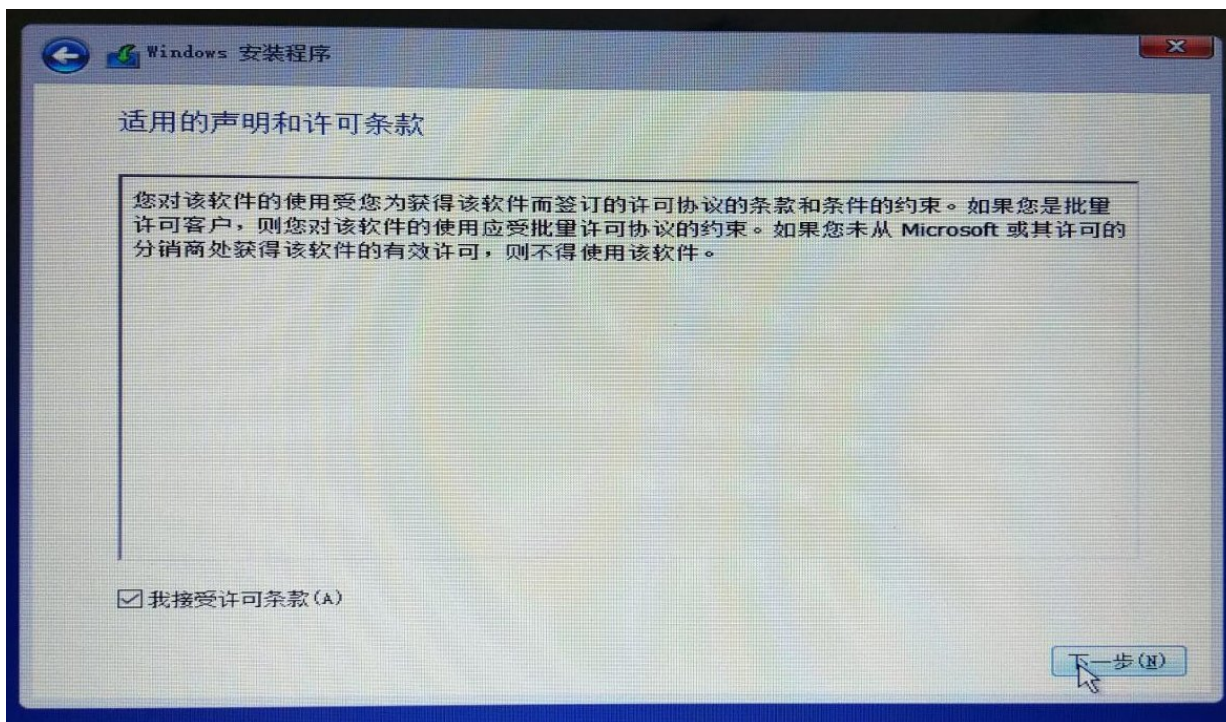 Windows 安装程序
适用的声明和许可条款
您对该软件的使用受您为获得该软件而签订的许可协议的条款和条件的约束。如果您是批量
许可客户，则您对该软件的使用应受批量许可协议的约束。如果您未从 Microsoft 或其许可的
分销商处获得该软件的有效许可，则不得使用该软件。
我接受许可条款(A)
下一步(N)